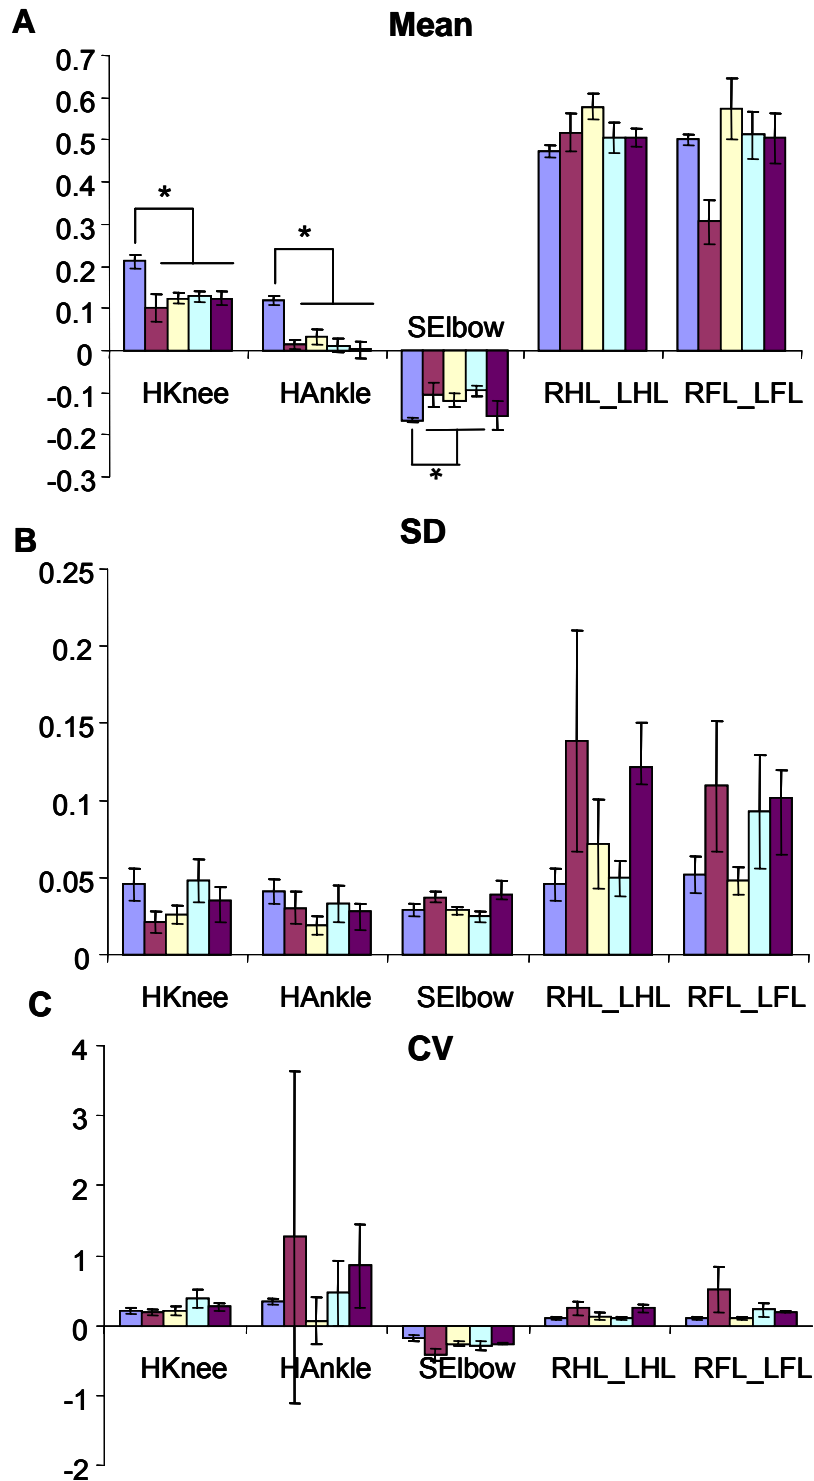 A
Mean
0.7
0.6
0.5
0.4
0.3
0.2
0.1
0
-0.1
-0.2
-0.3
*
*
*
SElbow
HKnee HAnkle RHL_LHL RFL_LFL
B
SD
0.25
0.2
0.15
0.1
0.05
0
HKnee HAnkle SElbow RHL_LHL RFL_LFL
C
CV
4
3
2
1
0
-1
-2
HKnee HAnkle SElbow RHL_LHL RFL_LFL